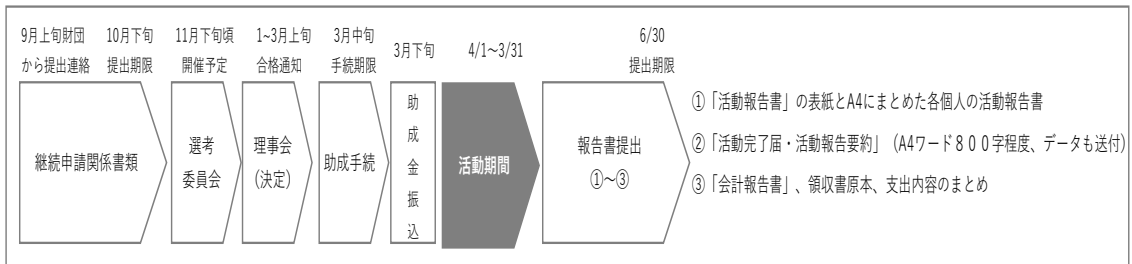 9月上旬財団
から提出連絡
10月下旬
提出期限
11月下旬頃
開催予定
1~3月上旬
合格通知
3月中旬
手続期限
3月下旬
4/1~3/31
6/30
提出期限
継続申請関係書類
選考
委員会
理事会
(決定)
助成手続
助成金振込
活動期間
報告書提出
①~③
①「活動報告書」の表紙とA4にまとめた各個人の活動報告書
②「活動完了届・活動報告要約」（A4ワード８００字程度、データも送付)
③「会計報告書」、領収書原本、支出内容のまとめ